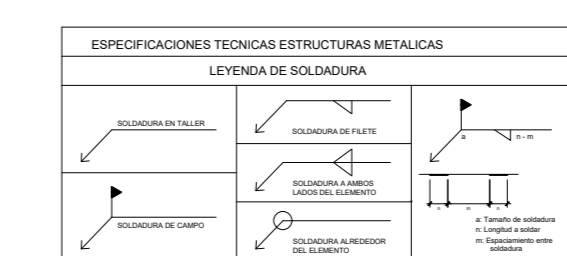 ESPECIFICACIONES TECNICAS ESTRUCTURAS METALICAS
LEYENDA DE SOLDADURA
SOLDADURA EN TALLER
SOLDADURA DE CAMPO
SOLDADURA DE FILETE
SOLDADURA A AMBOS
LADOS DEL ELEMENTO
SOLDADURA ALREDEDOR
DEL ELEMENTO
a n - m
n m n
a: Tamaño de soldadura
n: Longitud a soldar
m: Espaciamiento entre
soldadura